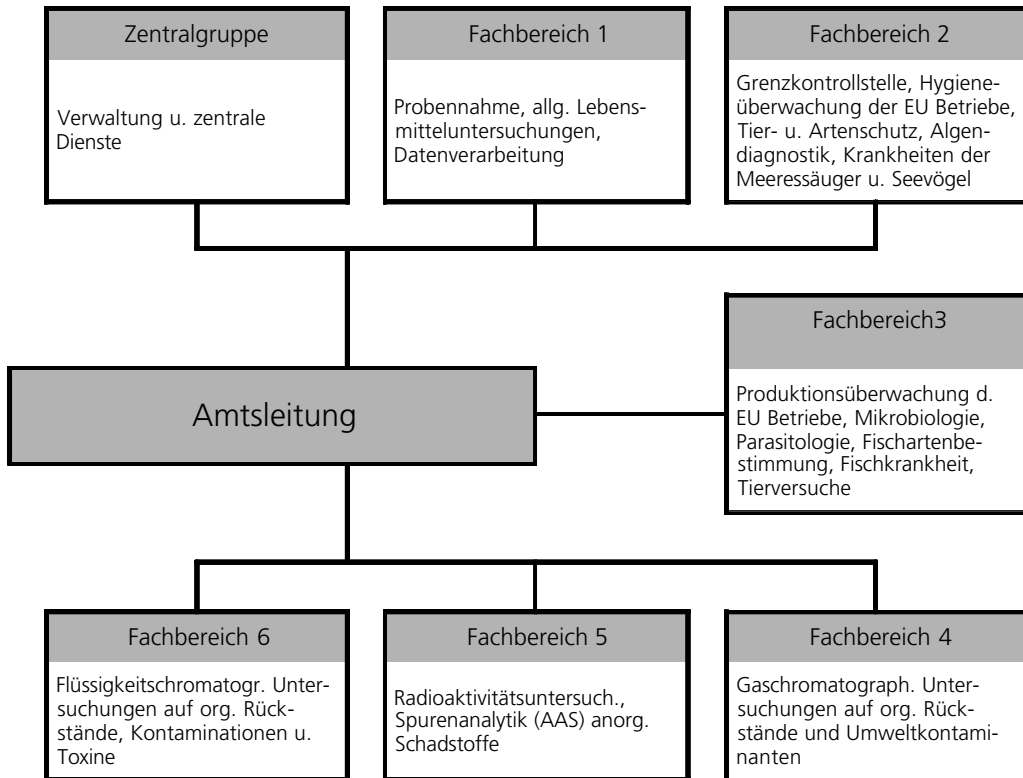 Zentralgruppe
Verwaltung u. zentrale
Dienste
Fachbereich 1
Probennahme, allg. Lebens-
mitteluntersuchungen,
Datenverarbeitung
Fachbereich 2
Grenzkontrollstelle, Hygiene-
überwachung der EU Betriebe,
Tier- u. Artenschutz, Algen-
diagnostik, Krankheiten der
Meeressäuger u. Seevögel
Fachbereich3
Produktionsüberwachung d.
EU Betriebe, Mikrobiologie,
Parasitologie, Fischartenbe-
stimmung, Fischkrankheit,
Tierversuche
Amtsleitung
Fachbereich 6
Flüssigkeitschromatogr. Unter-
suchungen auf org. Rück-
stände, Kontaminationen u.
Toxine
Fachbereich 5
Radioaktivitätsuntersuch.,
Spurenanalytik (AAS) anorg.
Schadstoffe
Fachbereich 4
Gaschromatograph. Unter-
suchungen auf org. Rück-
stände und Umweltkontami-
nanten